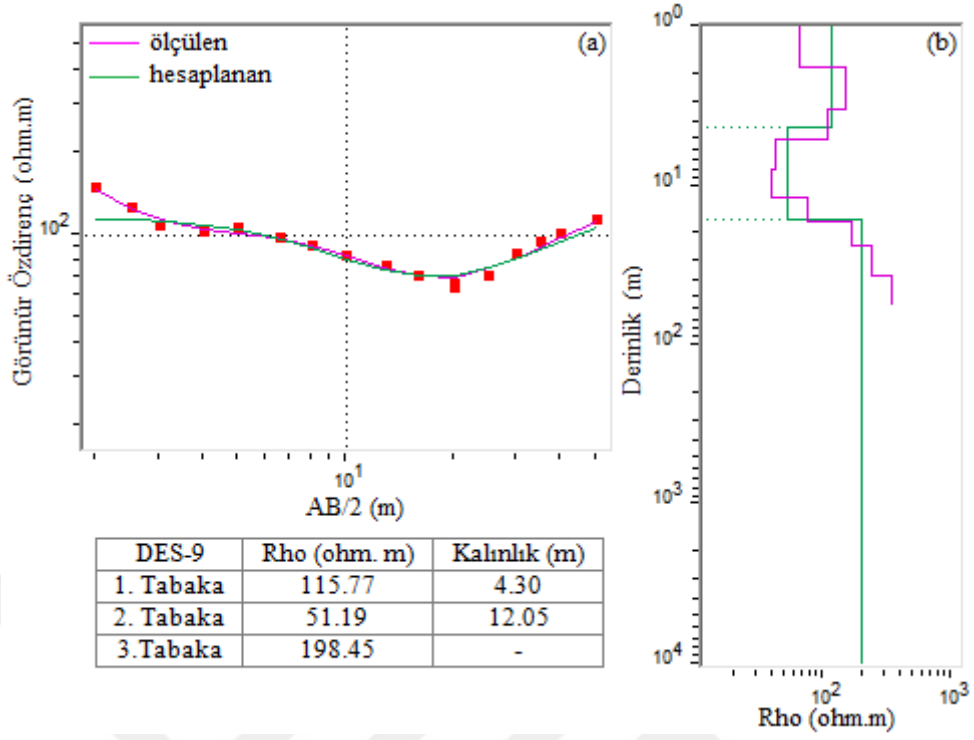 ölçülen
hesaplanan
(a)
Görünür Özdirenç (ohm.m)
10²
10¹
AB/2 (m)
DES-9 Rho (ohm. m) Kalınlık (m)
1. Tabaka 115.77 4.30
2. Tabaka 51.19 12.05
3.Tabaka 198.45 -
(b)
Derinlik (m)
10⁰
10¹
10²
10³
10⁴
10² 10³
Rho (ohm.m)